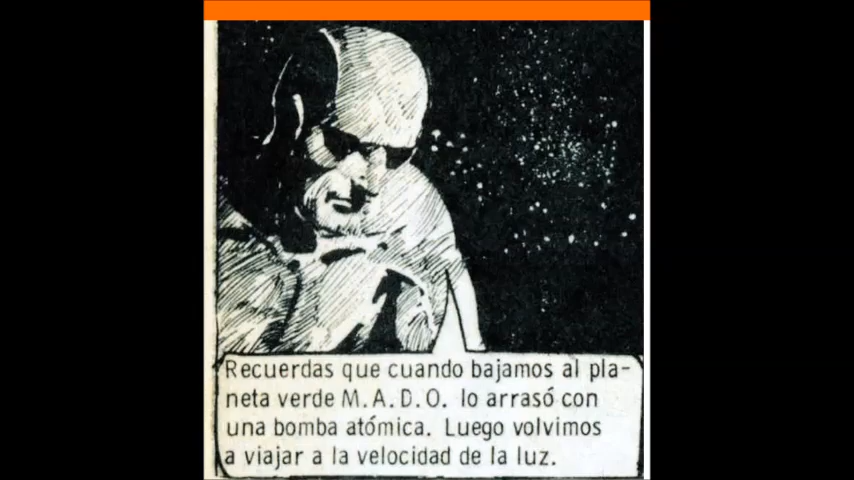 Recuerdas que cuando bajamos al pla-
neta verde M.A.D.O. lo arrasó con
una bomba atómica. Luego volvimos
a viajar a la velocidad de la luz.